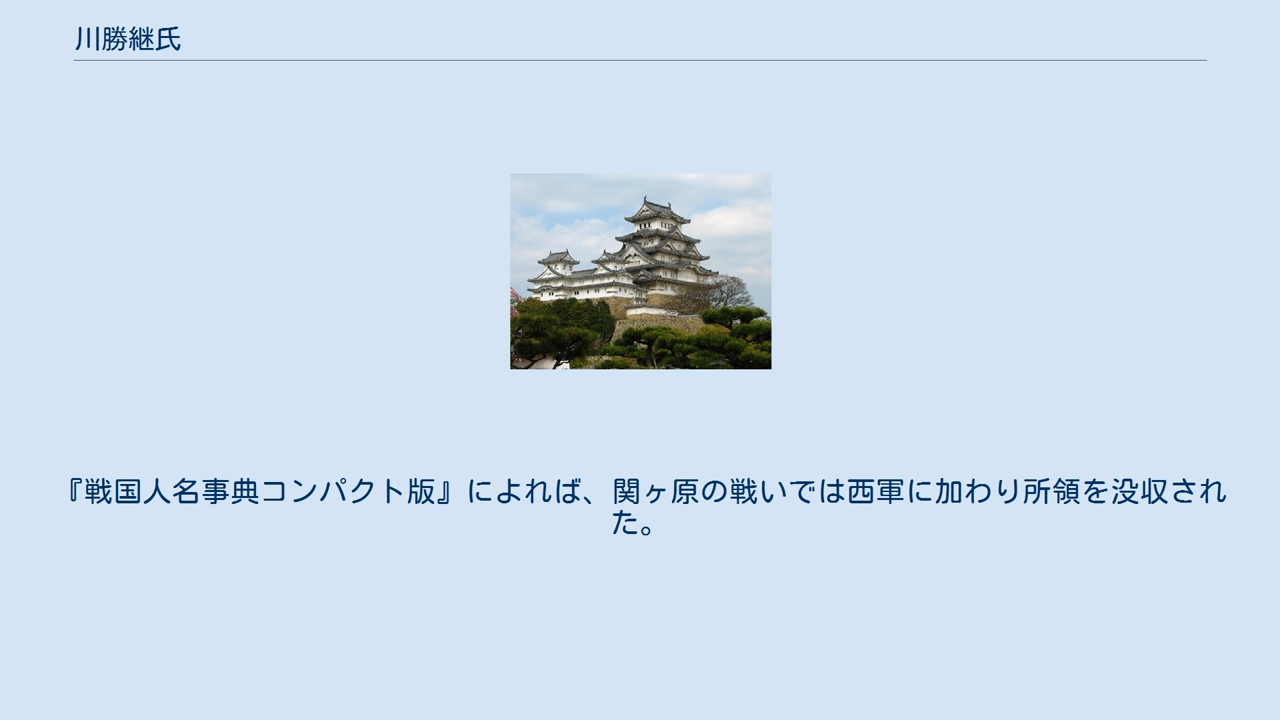 川勝継氏
『戦国人名事典コンパクト版』によれば、関ヶ原の戦いでは西軍に加わり所領を没収され
た。